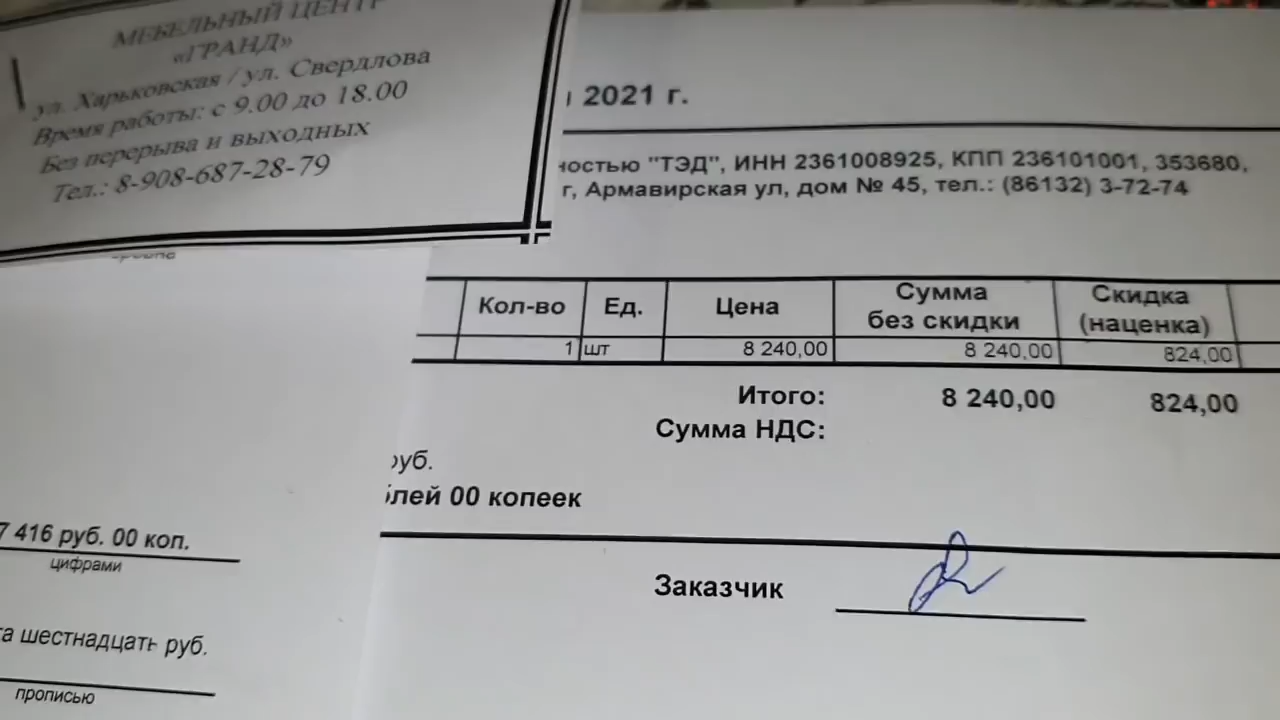 МЕБЕЛЬНЫЙ ЦЕНТР
«ГРАНД»
ул. Харьковская / ул. Свердлова
Время работы: с 9.00 до 18.00
Без перерыва и выходных
Тел.: 8-908-687-28-79
2021 г.
ностью "ТЭД", ИНН 2361008925, КПП 236101001, 353680,
г, Армавирская ул, дом № 45, тел.: (86132) 3-72-74
Кол-во Ед. Цена Сумма без скидки Скидка (наценка)
1 шт 8 240,00 8 240,00 824,00
Итого: 8 240,00 824,00
Сумма НДС:
руб.
блей 00 копеек
7 416 руб. 00 коп.
цифрами
Заказчик
та шестнадцать руб.
прописью